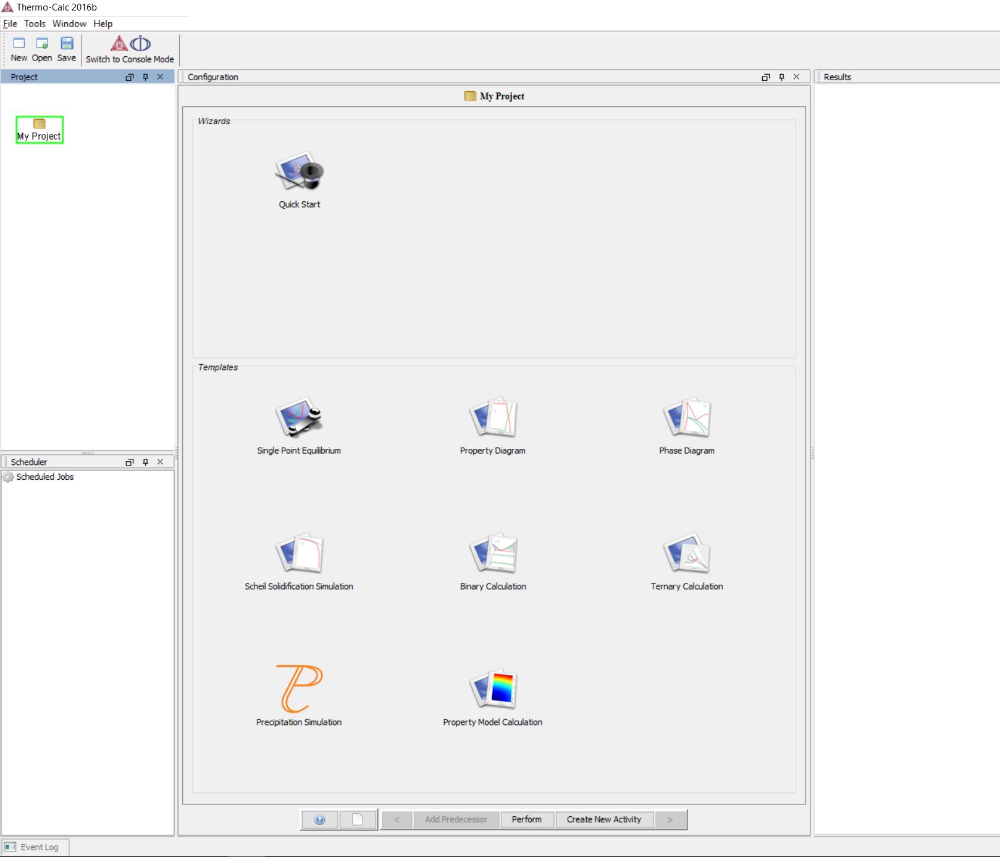 Thermo-Calc 2016b
File Tools Window Help
New Open Save Switch to Console Mode
Project
Configuration
Results
My Project
My Project
Wizards
Quick Start
Templates
Single Point Equilibrium
Property Diagram
Phase Diagram
Scheduler
Scheduled Jobs
Scheil Solidification Simulation
Binary Calculation
Ternary Calculation
Precipitation Simulation
Property Model Calculation
< Add Predecessor Perform Create New Activity >
Event Log